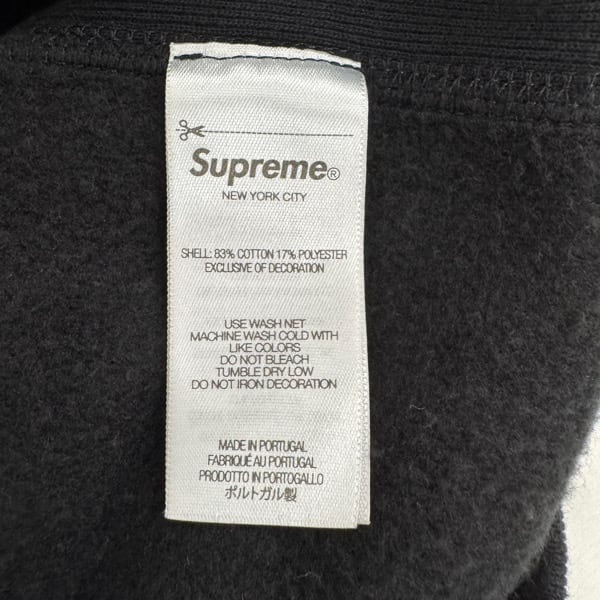 Supreme®
NEW YORK CITY
SHELL: 83% COTTON 17% POLYESTER
EXCLUSIVE OF DECORATION
USE WASH NET
MACHINE WASH COLD WITH
LIKE COLORS
DO NOT BLEACH
TUMBLE DRY LOW
DO NOT IRON DECORATION
MADE IN PORTUGAL
FABRIQUÉ AU PORTUGAL
PRODOTTO IN PORTOGALLO
ポルトガル製